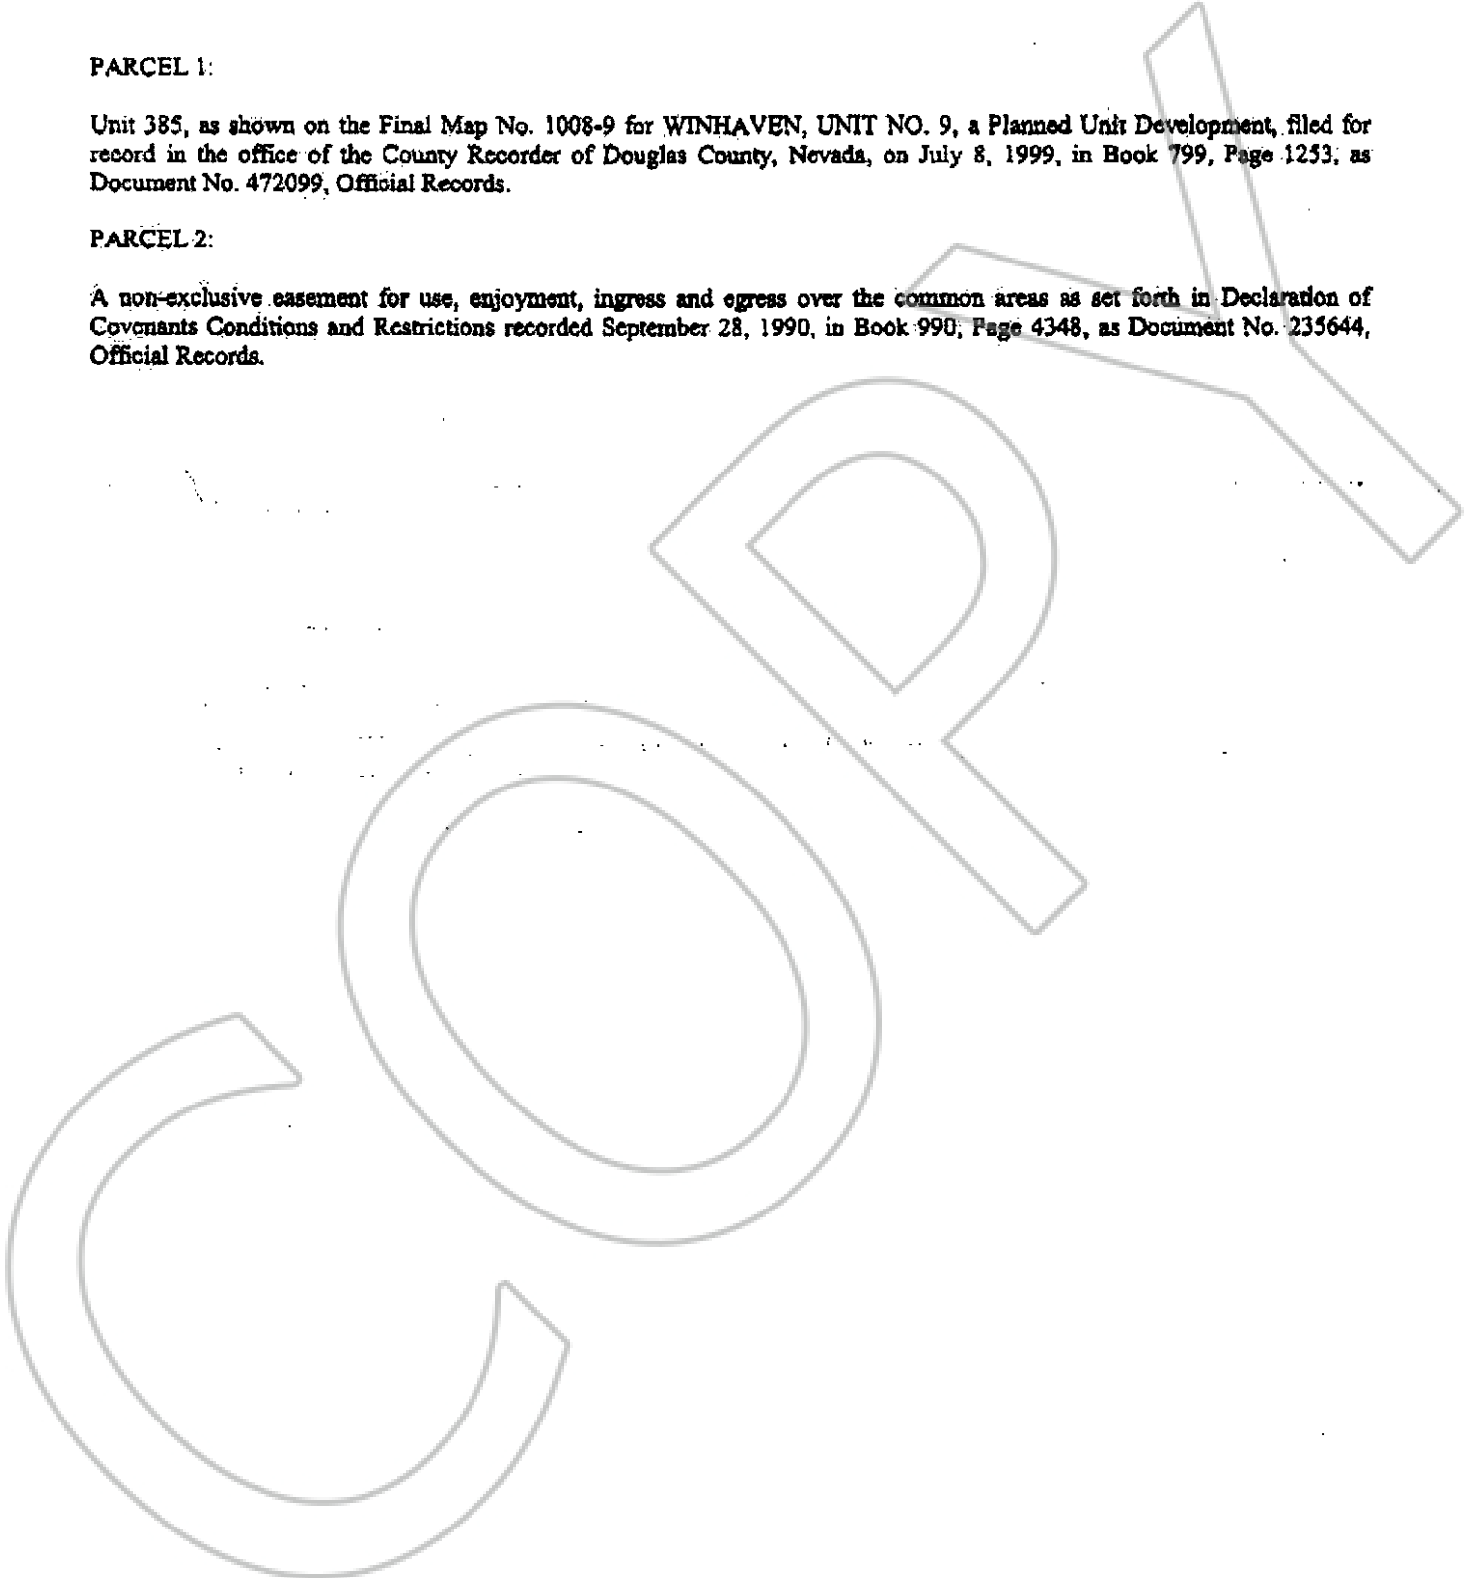 PARCEL 1:
Unit 385, as shown on the Final Map No. 1008-9 for WINHAVEN, UNIT NO. 9, a Planned Unit Development, filed for
record in the office of the County Recorder of Douglas County, Nevada, on July 8, 1999, in Book 799, Page 1253, as
Document No. 472099, Official Records.
PARCEL 2:
A non-exclusive easement for use, enjoyment, ingress and egress over the common areas as set forth in Declaration of
Covenants Conditions and Restrictions recorded September 28, 1990, in Book 990, Page 4348, as Document No. 235644,
Official Records.
COPY